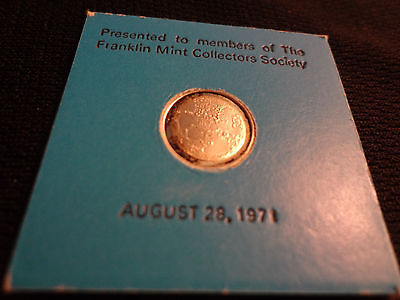 Presented to members of The
Franklin Mint Collectors Society
AUGUST 28, 1971